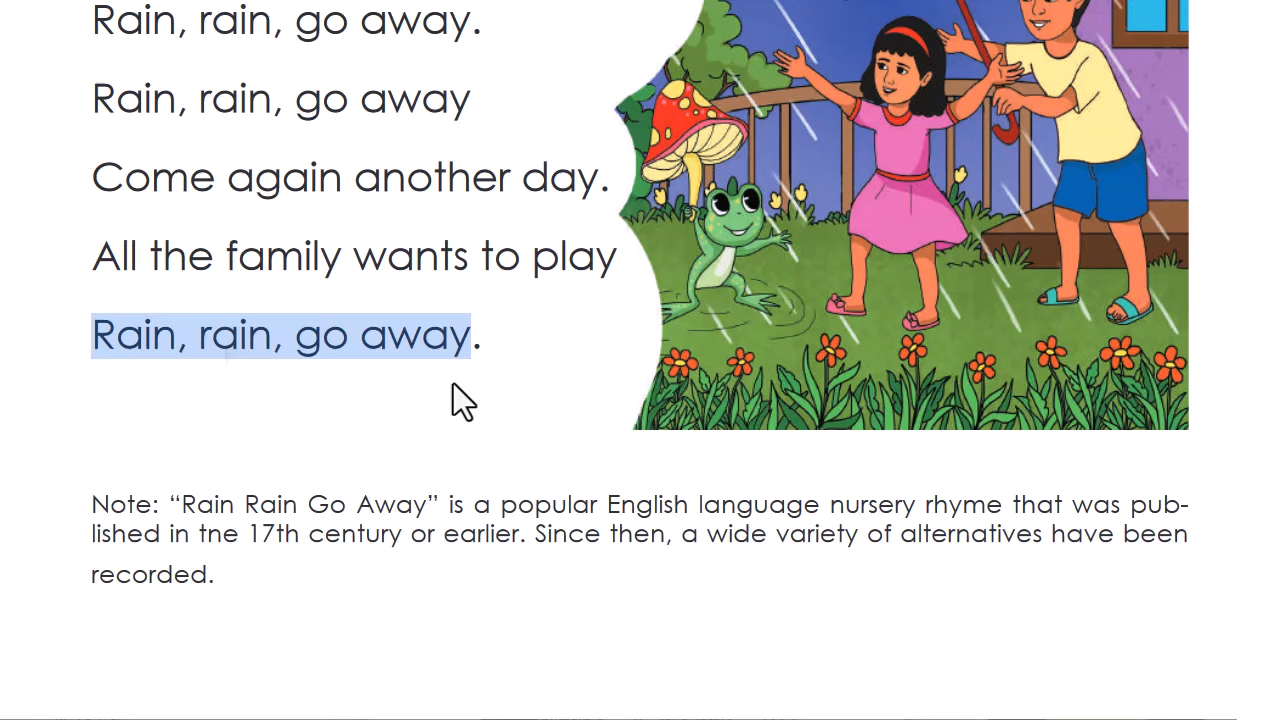 Rain, rain, go away.
Rain, rain, go away
Come again another day.
All the family wants to play
Rain, rain, go away.
Note: “Rain Rain Go Away” is a popular English language nursery rhyme that was pub-
lished in tne 17th century or earlier. Since then, a wide variety of alternatives have been
recorded.